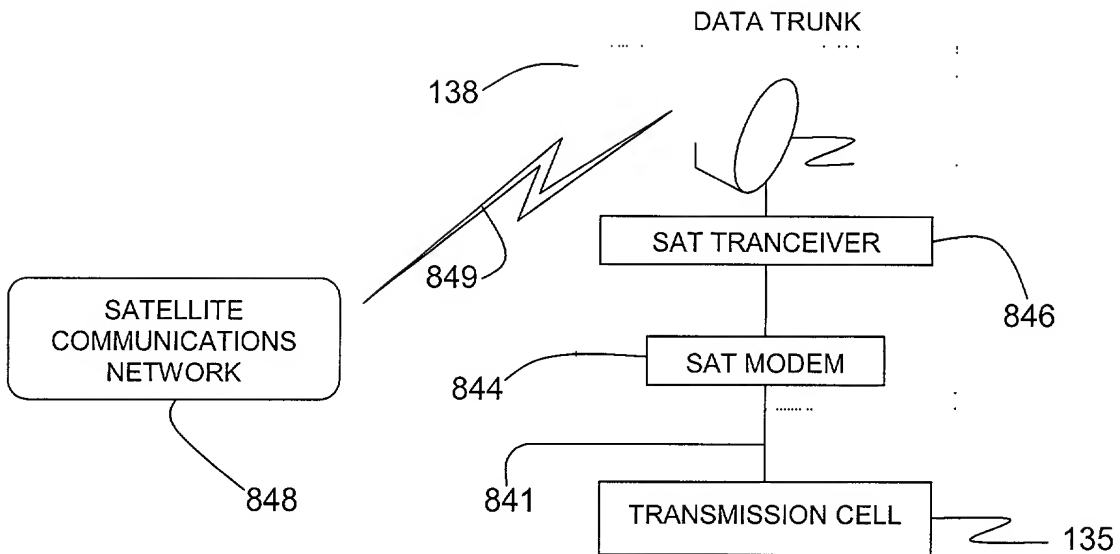 DATA TRUNK
138
849
SAT TRANCEIVER
846
SATELLITE
COMMUNICATIONS
NETWORK
848
SAT MODEM
844
841
TRANSMISSION CELL
135